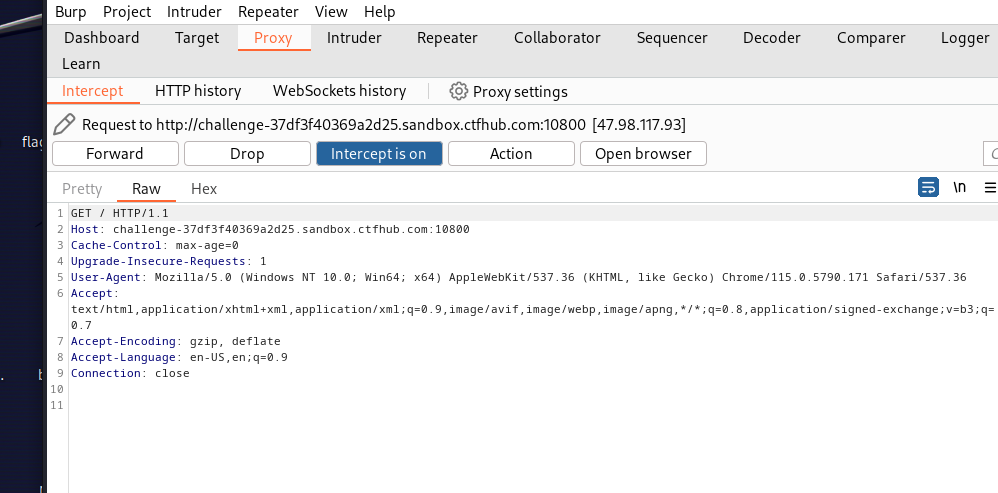 Burp Project Intruder Repeater View Help
Dashboard Target Proxy Intruder Repeater Collaborator Sequencer Decoder Comparer Logger
Learn
Intercept HTTP history WebSockets history Proxy settings
Request to http://challenge-37df3f40369a2d25.sandbox.ctfhub.com:10800 [47.98.117.93]
Forward Drop Intercept is on Action Open browser
Pretty Raw Hex \n
1 GET / HTTP/1.1
2 Host: challenge-37df3f40369a2d25.sandbox.ctfhub.com:10800
3 Cache-Control: max-age=0
4 Upgrade-Insecure-Requests: 1
5 User-Agent: Mozilla/5.0 (Windows NT 10.0; Win64; x64) AppleWebKit/537.36 (KHTML, like Gecko) Chrome/115.0.5790.171 Safari/537.36
6 Accept:
text/html,application/xhtml+xml,application/xml;q=0.9,image/avif,image/webp,image/apng,*/*;q=0.8,application/signed-exchange;v=b3;q=
0.7
7 Accept-Encoding: gzip, deflate
8 Accept-Language: en-US,en;q=0.9
9 Connection: close
10
11